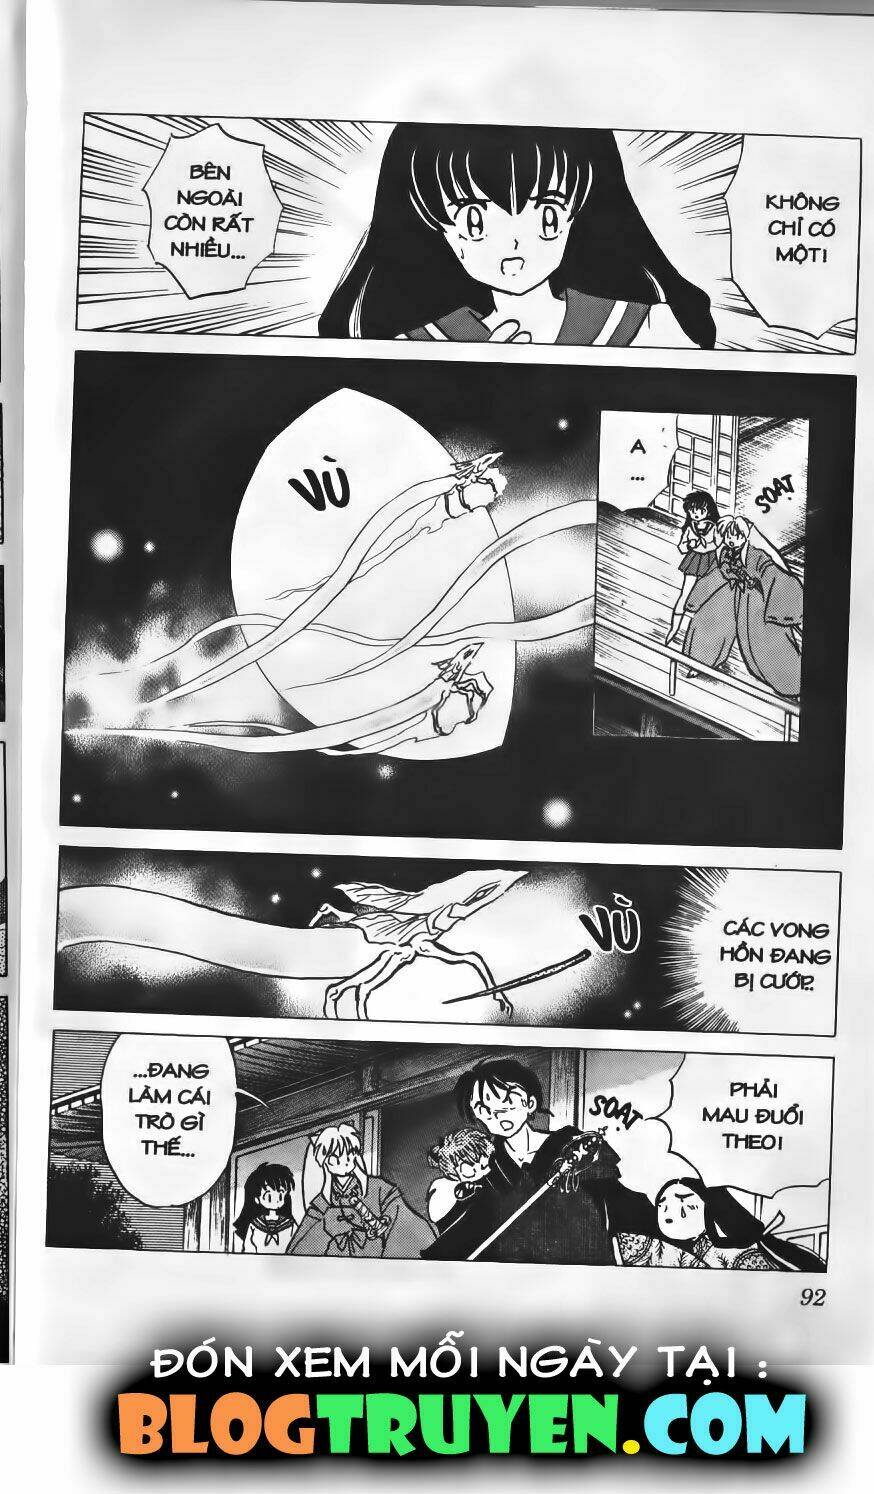 KHÔNG
CHỈ CÓ
MỘT!
BÊN
NGOÀI
CÒN RẤT
NHIỀU...
A
...
SOẠT
VÙ
CÁC VONG
HỒN ĐANG
BỊ CƯỚP..
VÙ
PHẢI
MAU ĐUỔI
THEO!
SOẠT
...ĐANG
LÀM CÁI
TRÒ GÌ
THẾ...
92
ĐÓN XEM MỖI NGÀY TẠI :
BLOGTRUYEN.COM